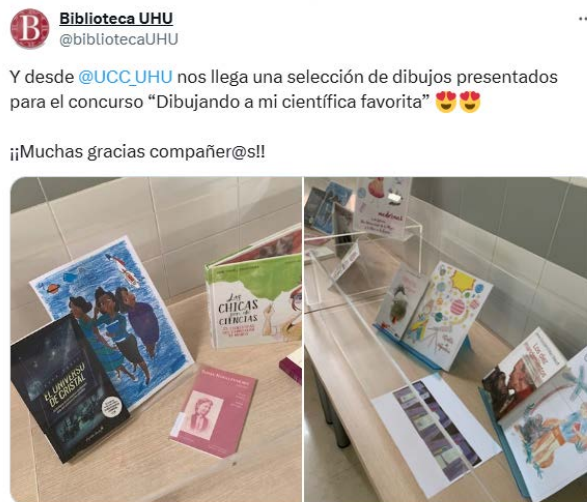 Biblioteca UHU
@bibliotecaUHU
Y desde @UCC_UHU nos llega una selección de dibujos presentados
para el concurso “Dibujando a mi científica favorita” 😍😍
¡¡Muchas gracias compañer@s!!
Las
CHICAS
son de
CIENCIAS
EL UNIVERSO
DE CRISTAL